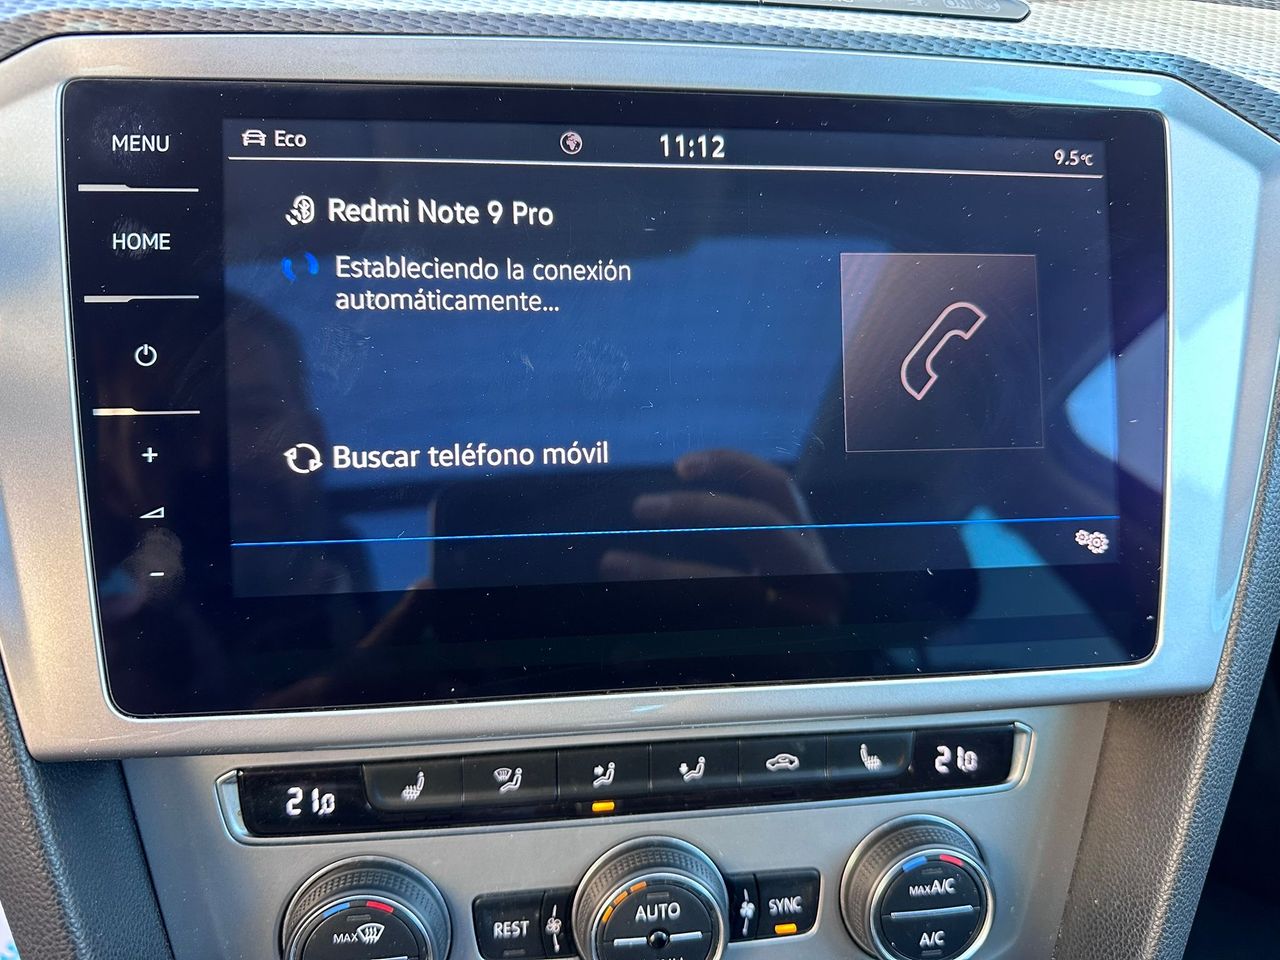 MENU
HOME
Eco
11:12
9.5°C
Redmi Note 9 Pro
Estableciendo la conexión
automáticamente...
Buscar teléfono móvil
21.0
21.0
MAX
REST
AUTO
SYNC
MAX A/C
A/C